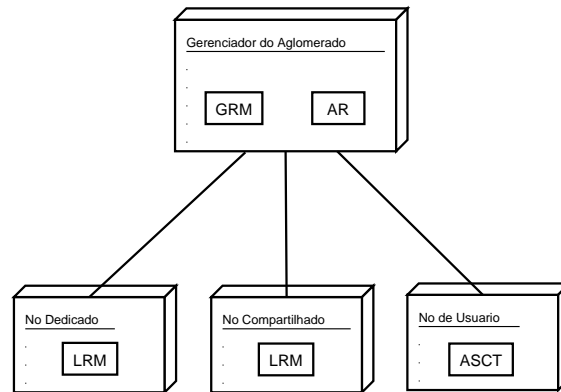 Gerenciador do Aglomerado
GRM
AR
No Dedicado
LRM
No Compartilhado
LRM
No de Usuario
ASCT